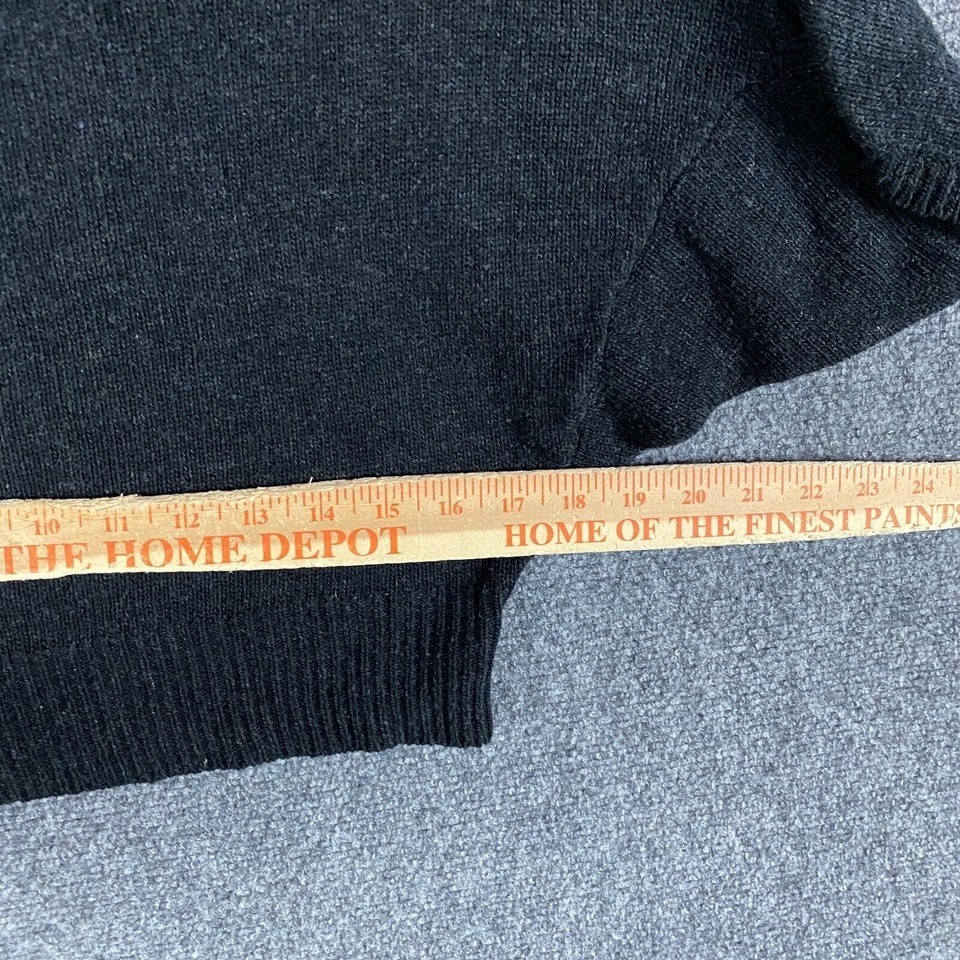 10 11 12 13 14 15 16 17 18 19 20 21 22 23 24
THE HOME DEPOT HOME OF THE FINEST PAINTS